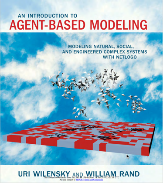 AN INTRODUCTION TO
AGENT-BASED MODELING
MODELING NATURAL, SOCIAL,
AND ENGINEERED COMPLEX SYSTEMS
WITH NETLOGO
URI WILENSKY AND WILLIAM RAND